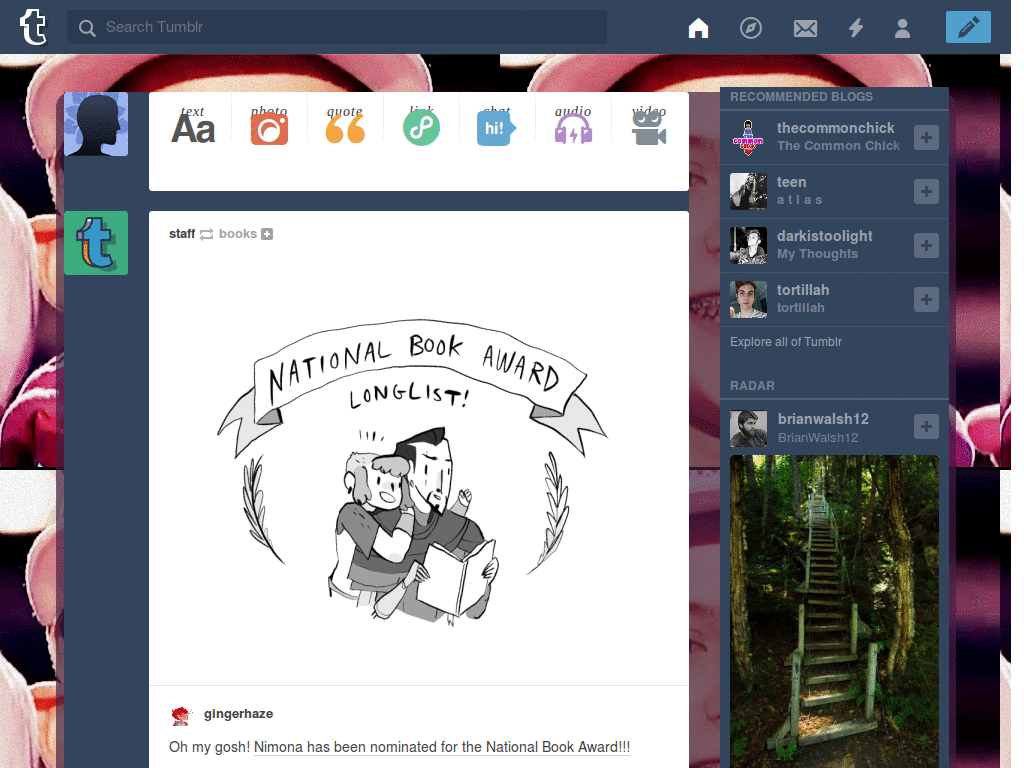 Search Tumblr
text photo quote link chat audio video
Aa hi!
staff books
NATIONAL BOOK AWARD
LONGLIST!
gingerhaze
Oh my gosh! Nimona has been nominated for the National Book Award!!!
RECOMMENDED BLOGS
COMMON
thecommonchick
The Common Chick
teen
a t l a s
darkistoolight
My Thoughts
tortillah
tortillah
Explore all of Tumblr
RADAR
brianwalsh12
BrianWalsh12